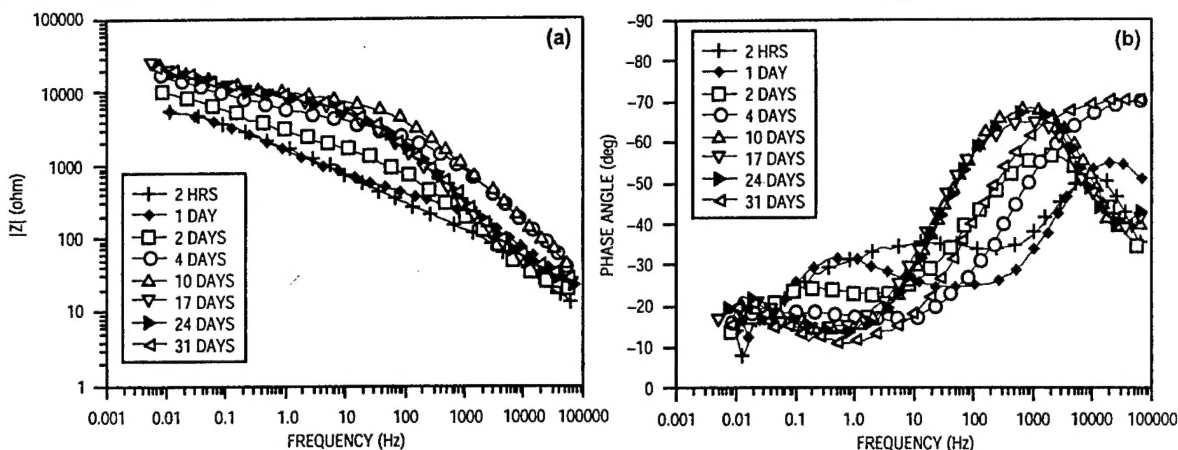 (a)
100000
10000
1000
100
10
1
|Z| (ohm)
2 HRS
1 DAY
2 DAYS
4 DAYS
10 DAYS
17 DAYS
24 DAYS
31 DAYS
0.001 0.01 0.1 1.0 10 100 1000 10000 100000
FREQUENCY (Hz)
(b)
-90
-80
-70
-60
-50
-40
-30
-20
-10
0
PHASE ANGLE (deg)
2 HRS
1 DAY
2 DAYS
4 DAYS
10 DAYS
17 DAYS
24 DAYS
31 DAYS
0.001 0.01 0.1 1.0 10 100 1000 10000 100000
FREQUENCY (Hz)